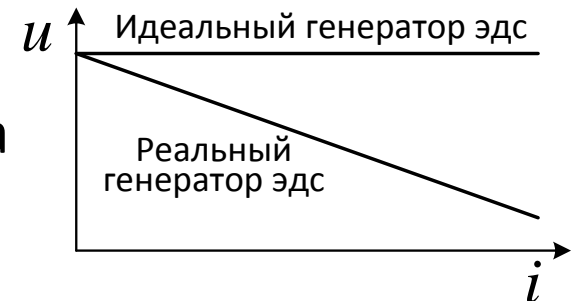 u
Идеальный генератор эдс
а
Реальный
генератор эдс
i